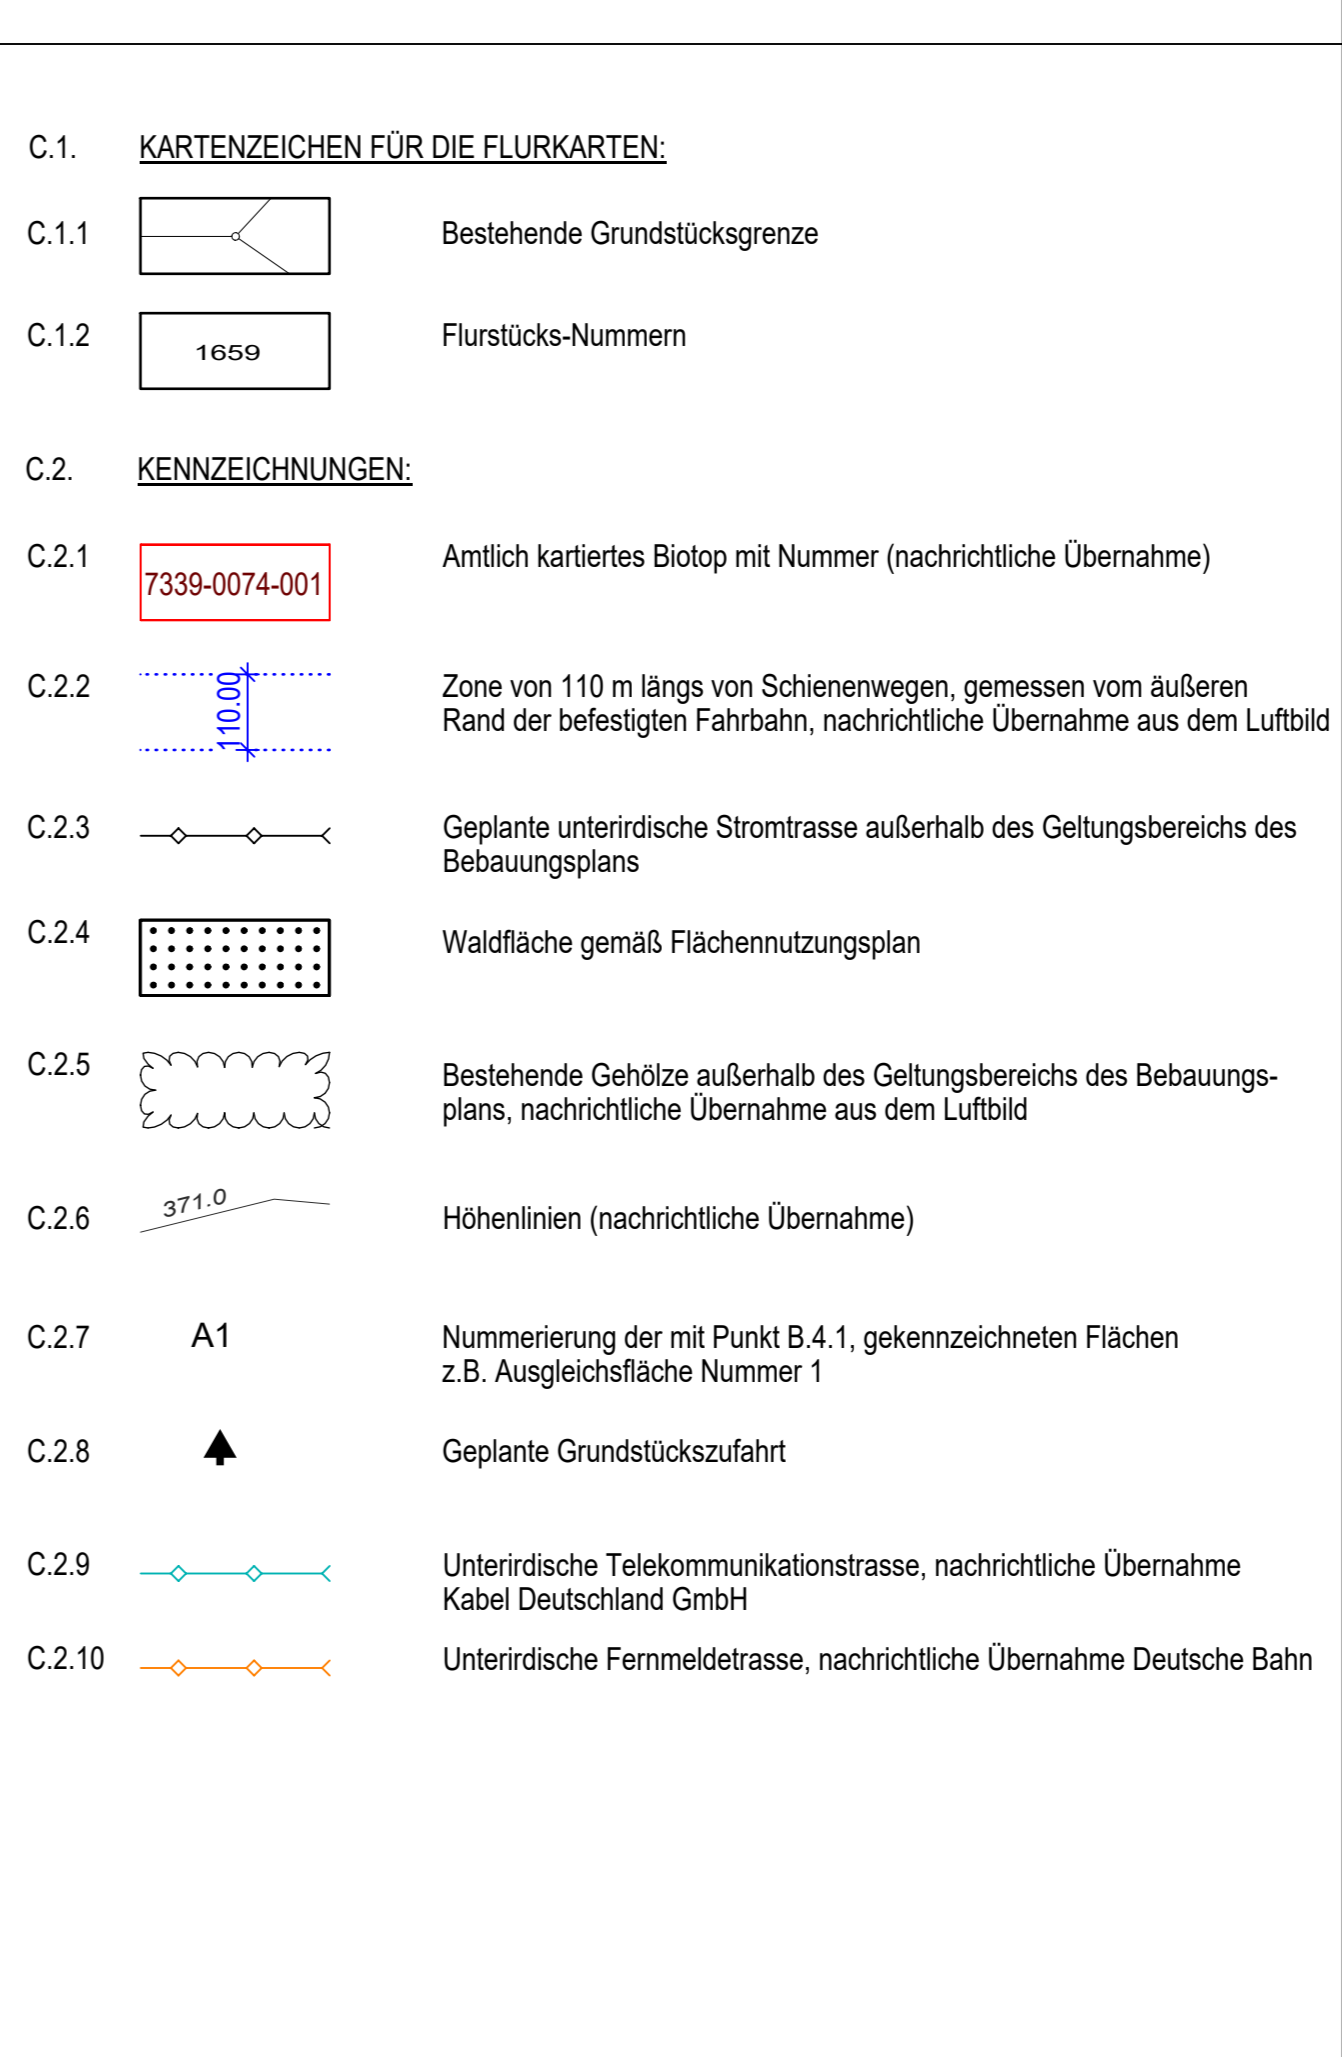 C.1. KARTENZEICHEN FÜR DIE FLURKARTEN:
C.1.1 Bestehende Grundstücksgrenze
C.1.2 1659 Flurstücks-Nummern
C.2. KENNZEICHNUNGEN:
C.2.1 7339-0074-001 Amtlich kartiertes Biotop mit Nummer (nachrichtliche Übernahme)
C.2.2 110.00 Zone von 110 m längs von Schienenwegen, gemessen vom äußeren
Rand der befestigten Fahrbahn, nachrichtliche Übernahme aus dem Luftbild
C.2.3 Geplante unterirdische Stromtrasse außerhalb des Geltungsbereichs des
Bebauungsplans
C.2.4 Waldfläche gemäß Flächennutzungsplan
C.2.5 Bestehende Gehölze außerhalb des Geltungsbereichs des Bebauungs-
plans, nachrichtliche Übernahme aus dem Luftbild
C.2.6 371.0 Höhenlinien (nachrichtliche Übernahme)
C.2.7 A1 Nummerierung der mit Punkt B.4.1, gekennzeichneten Flächen
z.B. Ausgleichsfläche Nummer 1
C.2.8 Geplante Grundstückszufahrt
C.2.9 Unterirdische Telekommunikationstrasse, nachrichtliche Übernahme
Kabel Deutschland GmbH
C.2.10 Unterirdische Fernmeldetrasse, nachrichtliche Übernahme Deutsche Bahn